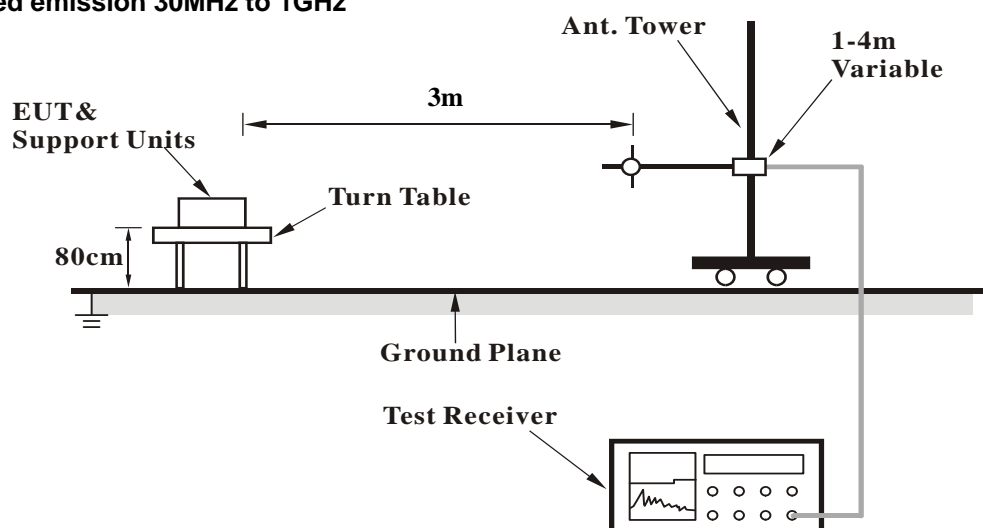 ed emission 30MHz to 1GHz
Ant. Tower
1-4m
Variable
3m
EUT&
Support Units
Turn Table
80cm
Ground Plane
Test Receiver